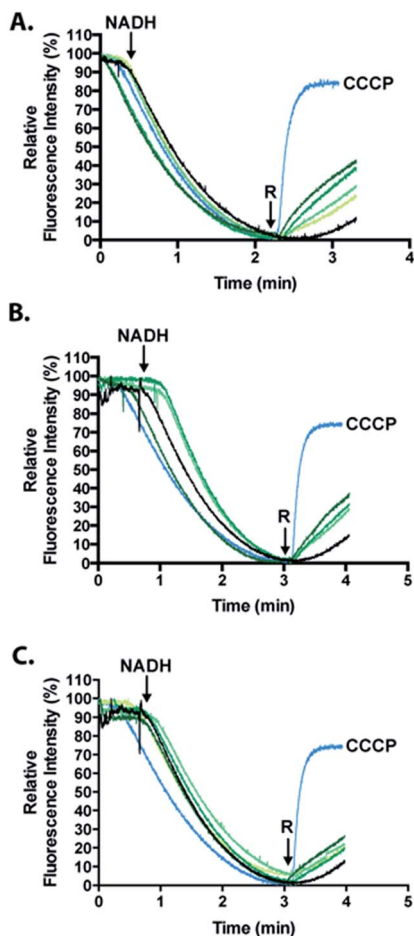 A.
NADH
Relative
Fluorescence Intensity (%)
110
100
90
80
70
60
50
40
30
20
10
0
CCCP
R
0 1 2 3 4
Time (min)
B.
NADH
Relative
Fluorescence Intensity (%)
110
100
90
80
70
60
50
40
30
20
10
0
CCCP
R
0 1 2 3 4 5
Time (min)
C.
NADH
Relative
Fluorescence Intensity (%)
110
100
90
80
70
60
50
40
30
20
10
0
CCCP
R
0 1 2 3 4 5
Time (min)